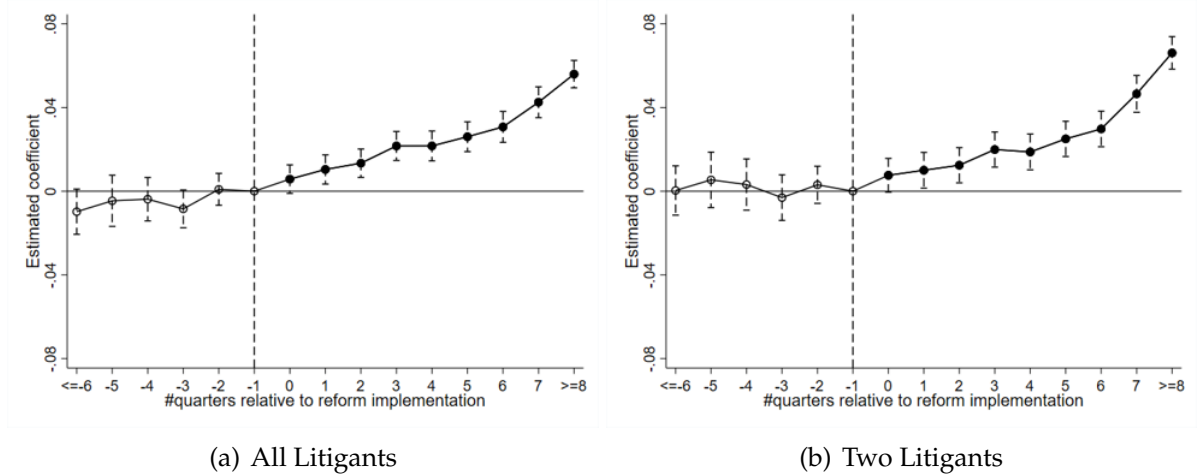 .08
.04
0
-.04
-.08
Estimated coefficient
<=-6 -5 -4 -3 -2 -1 0 1 2 3 4 5 6 7 >=8
#quarters relative to reform implementation
(a) All Litigants
.08
.04
0
-.04
-.08
Estimated coefficient
<=-6 -5 -4 -3 -2 -1 0 1 2 3 4 5 6 7 >=8
#quarters relative to reform implementation
(b) Two Litigants